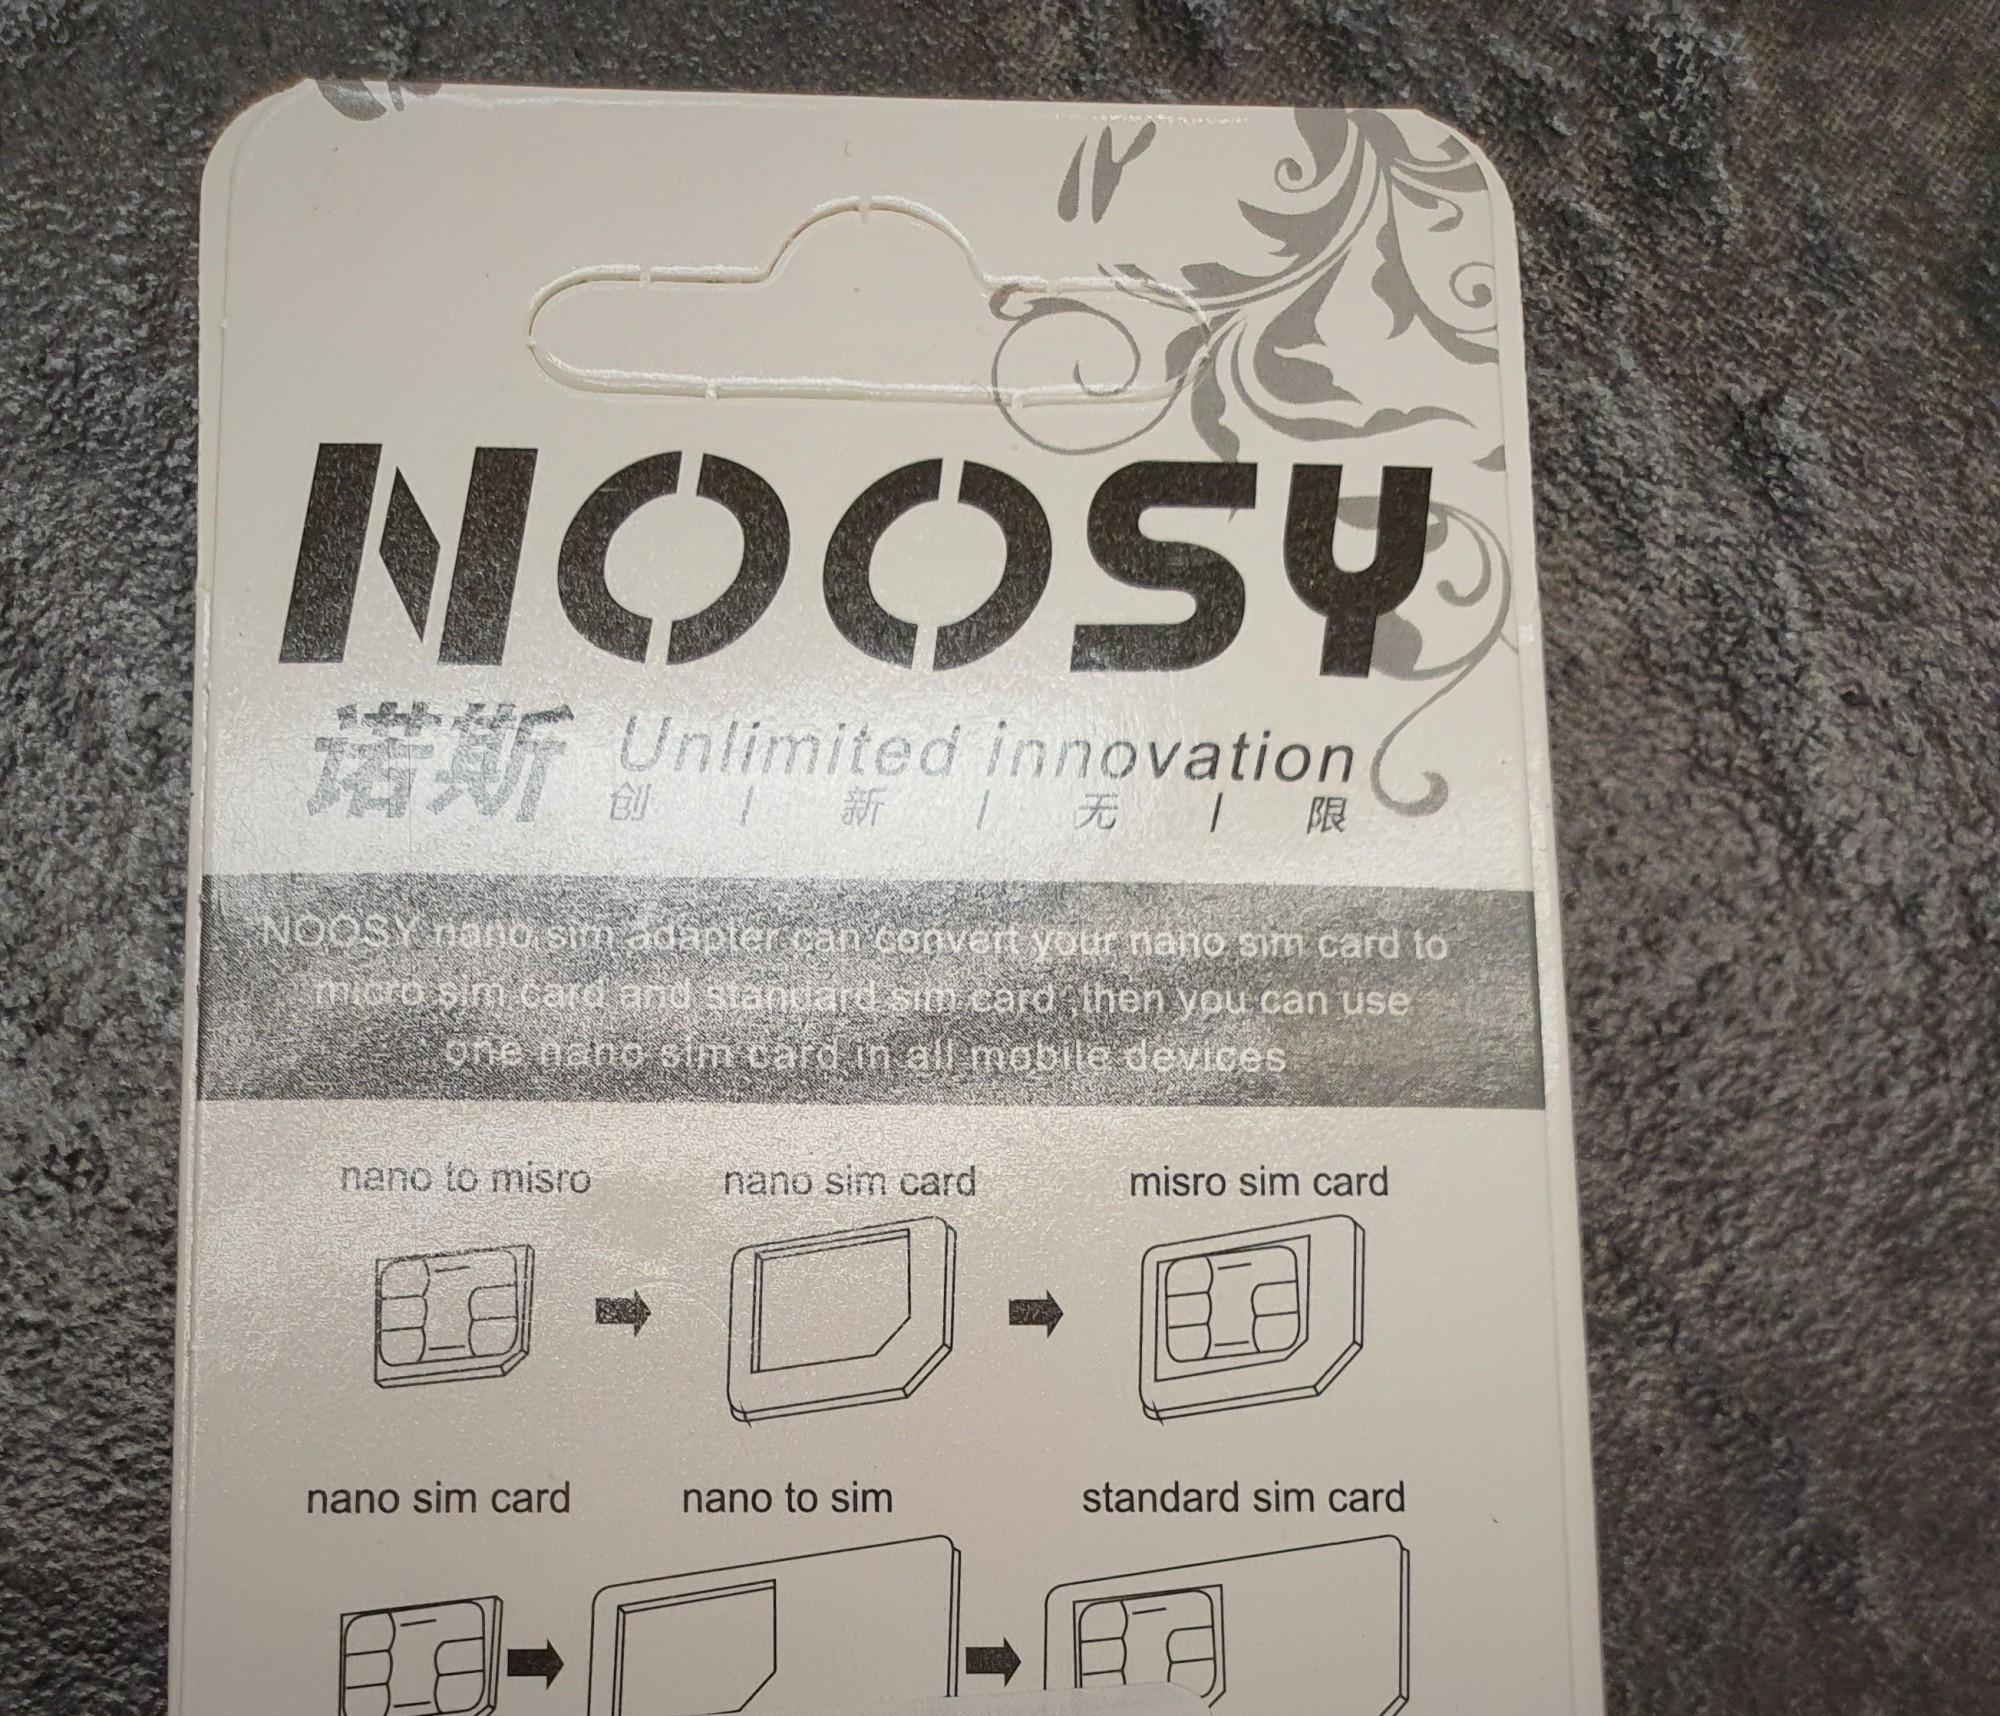 NOOSY
诺斯 Unlimited innovation
创 | 新 | 无 | 限
NOOSY nano sim adapter can convert your nano sim card to
micro sim card and standard sim card ,then you can use
one nano sim card in all mobile devices
nano to misro nano sim card misro sim card
nano sim card nano to sim standard sim card